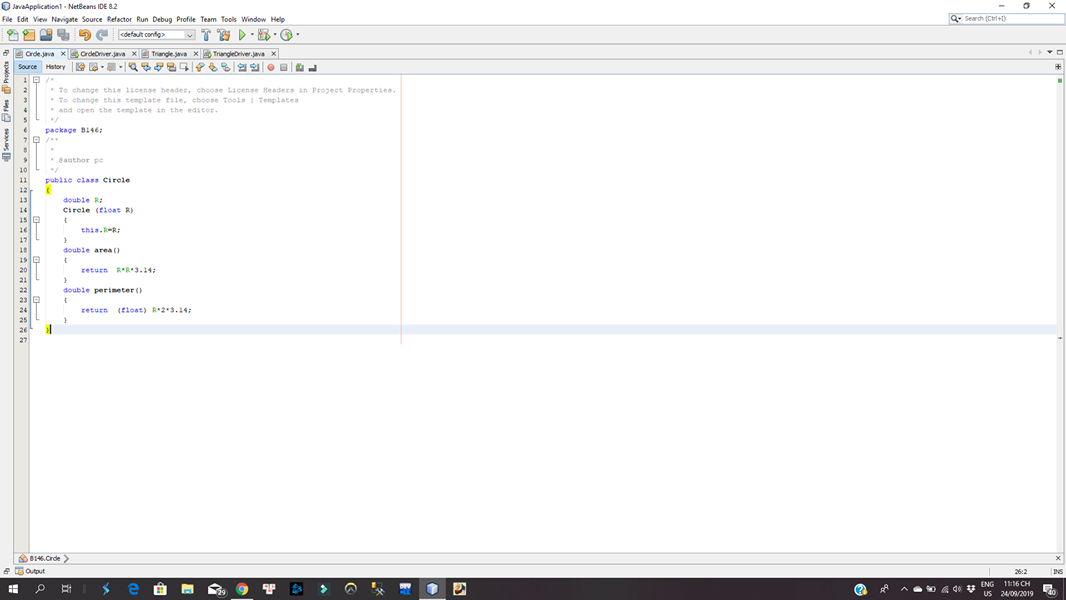 JavaApplication1 - NetBeans IDE 8.2
File Edit View Navigate Source Refactor Run Debug Profile Team Tools Window Help
Search (Ctrl+I)
<default config>
Circle.java CircleDriver.java Triangle.java TriangleDriver.java
Source History
Projects
Files
Services
1 /*
2 * To change this license header, choose License Headers in Project Properties.
3 * To change this template file, choose Tools | Templates
4 * and open the template in the editor.
5 */
6 package B146;
7 /**
8 *
9 * @author pc
10 */
11 public class Circle
12 {
13 double R;
14 Circle (float R)
15 {
16 this.R=R;
17 }
18 double area()
19 {
20 return R*R*3.14;
21 }
22 double perimeter()
23 {
24 return (float) R*2*3.14;
25 }
26 }
27
B146.Circle
Output
26:2 INS
29
ENG 11:16 CH
US 24/09/2019
40